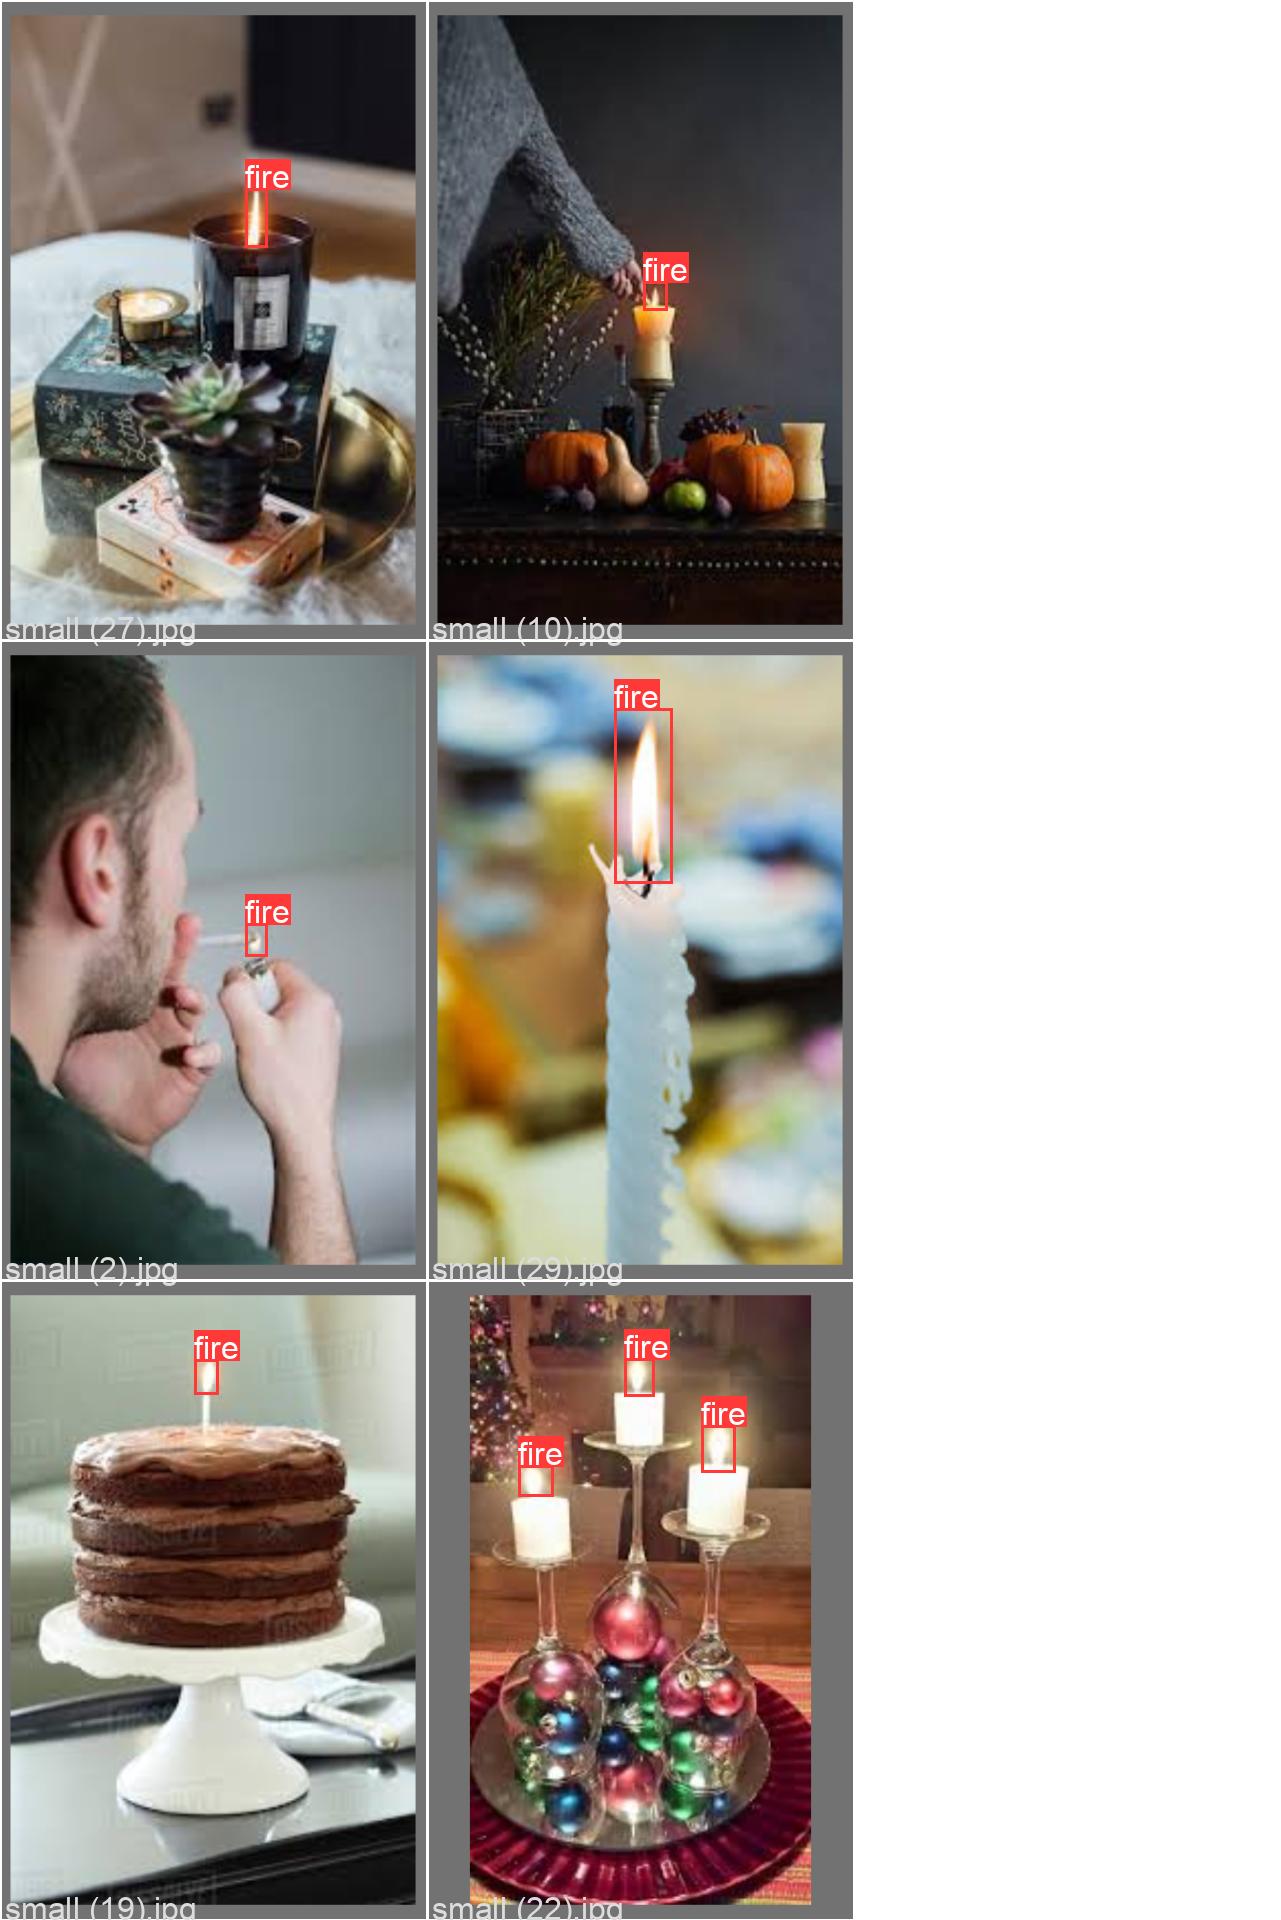 fire
small (27).jpg
fire
small (10).jpg
fire
small (2).jpg
fire
small (29).jpg
fire
small (19).jpg
fire
fire
fire
small (22).jpg